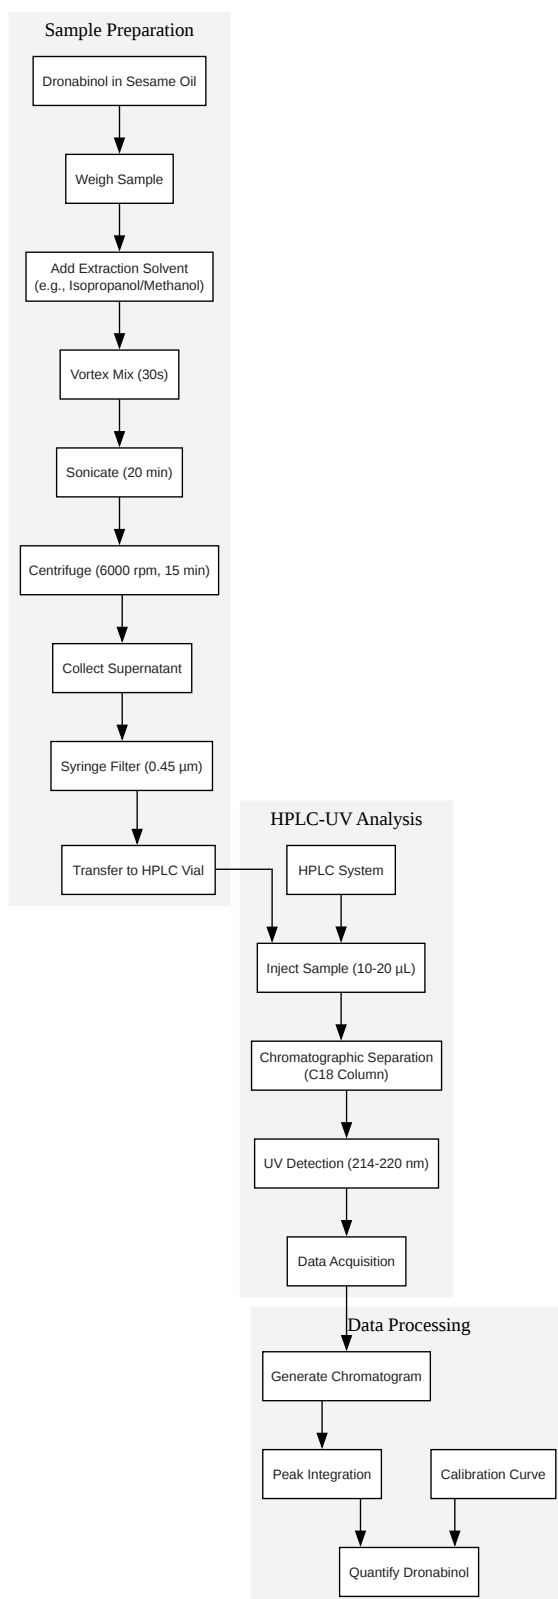 Sample Preparation
Dronabinol in Sesame Oil
Weigh Sample
Add Extraction Solvent
(e.g., Isopropanol/Methanol)
Vortex Mix (30s)
Sonicate (20 min)
Centrifuge (6000 rpm, 15 min)
Collect Supernatant
Syringe Filter (0.45 µm)
Transfer to HPLC Vial
HPLC-UV Analysis
HPLC System
Inject Sample (10-20 µL)
Chromatographic Separation
(C18 Column)
UV Detection (214-220 nm)
Data Acquisition
Data Processing
Generate Chromatogram
Peak Integration
Calibration Curve
Quantify Dronabinol